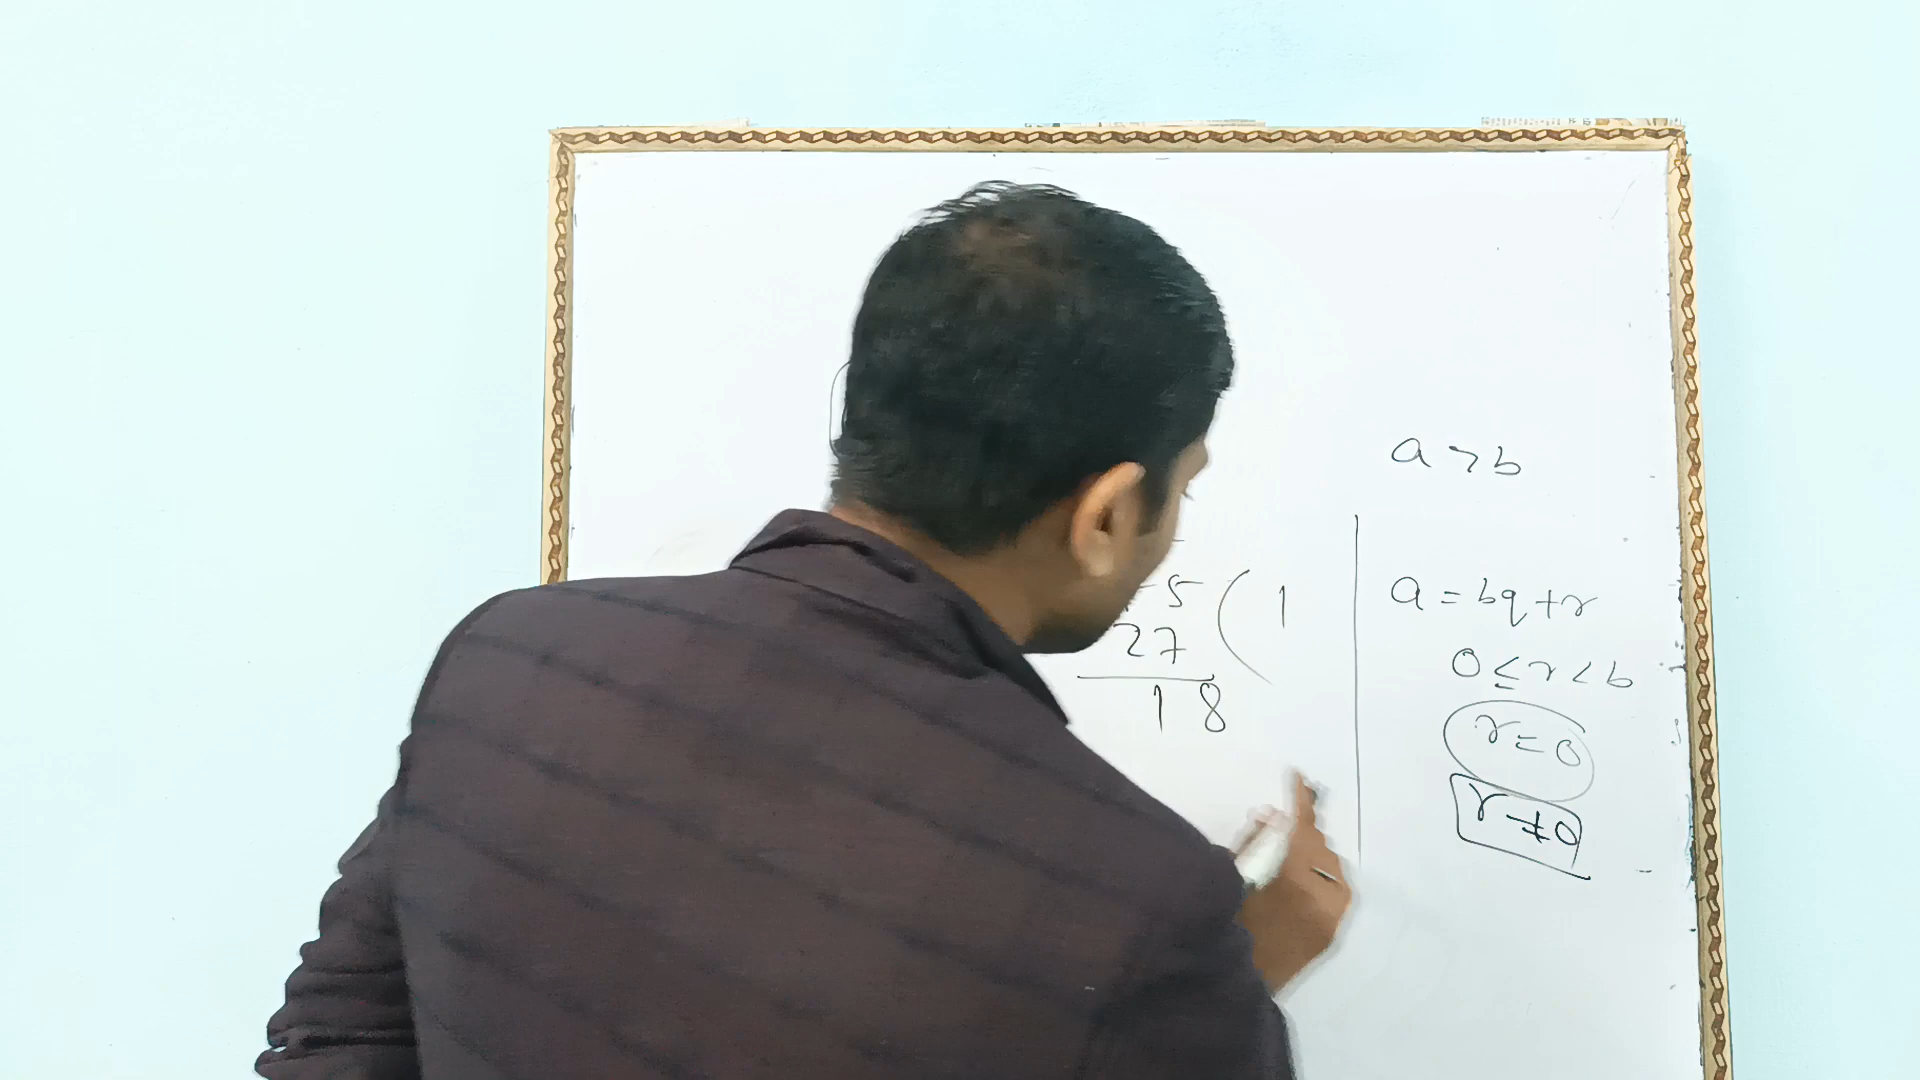 5 ( 1
27
18
a > b
a = bq + r
0 ≤ r < b
r = 0
r ≠ 0